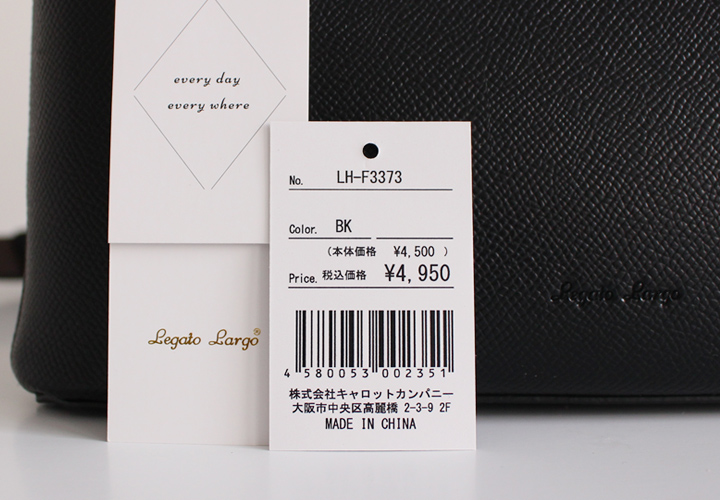 every day
every where
Legato Largo®
No. LH-F3373
Color. BK
(本体価格 ¥4,500 )
Price. 税込価格 ¥4,950
4 580053 002351
株式会社キャロットカンパニー
大阪市中央区高麗橋 2-3-9 2F
MADE IN CHINA
Legato Largo